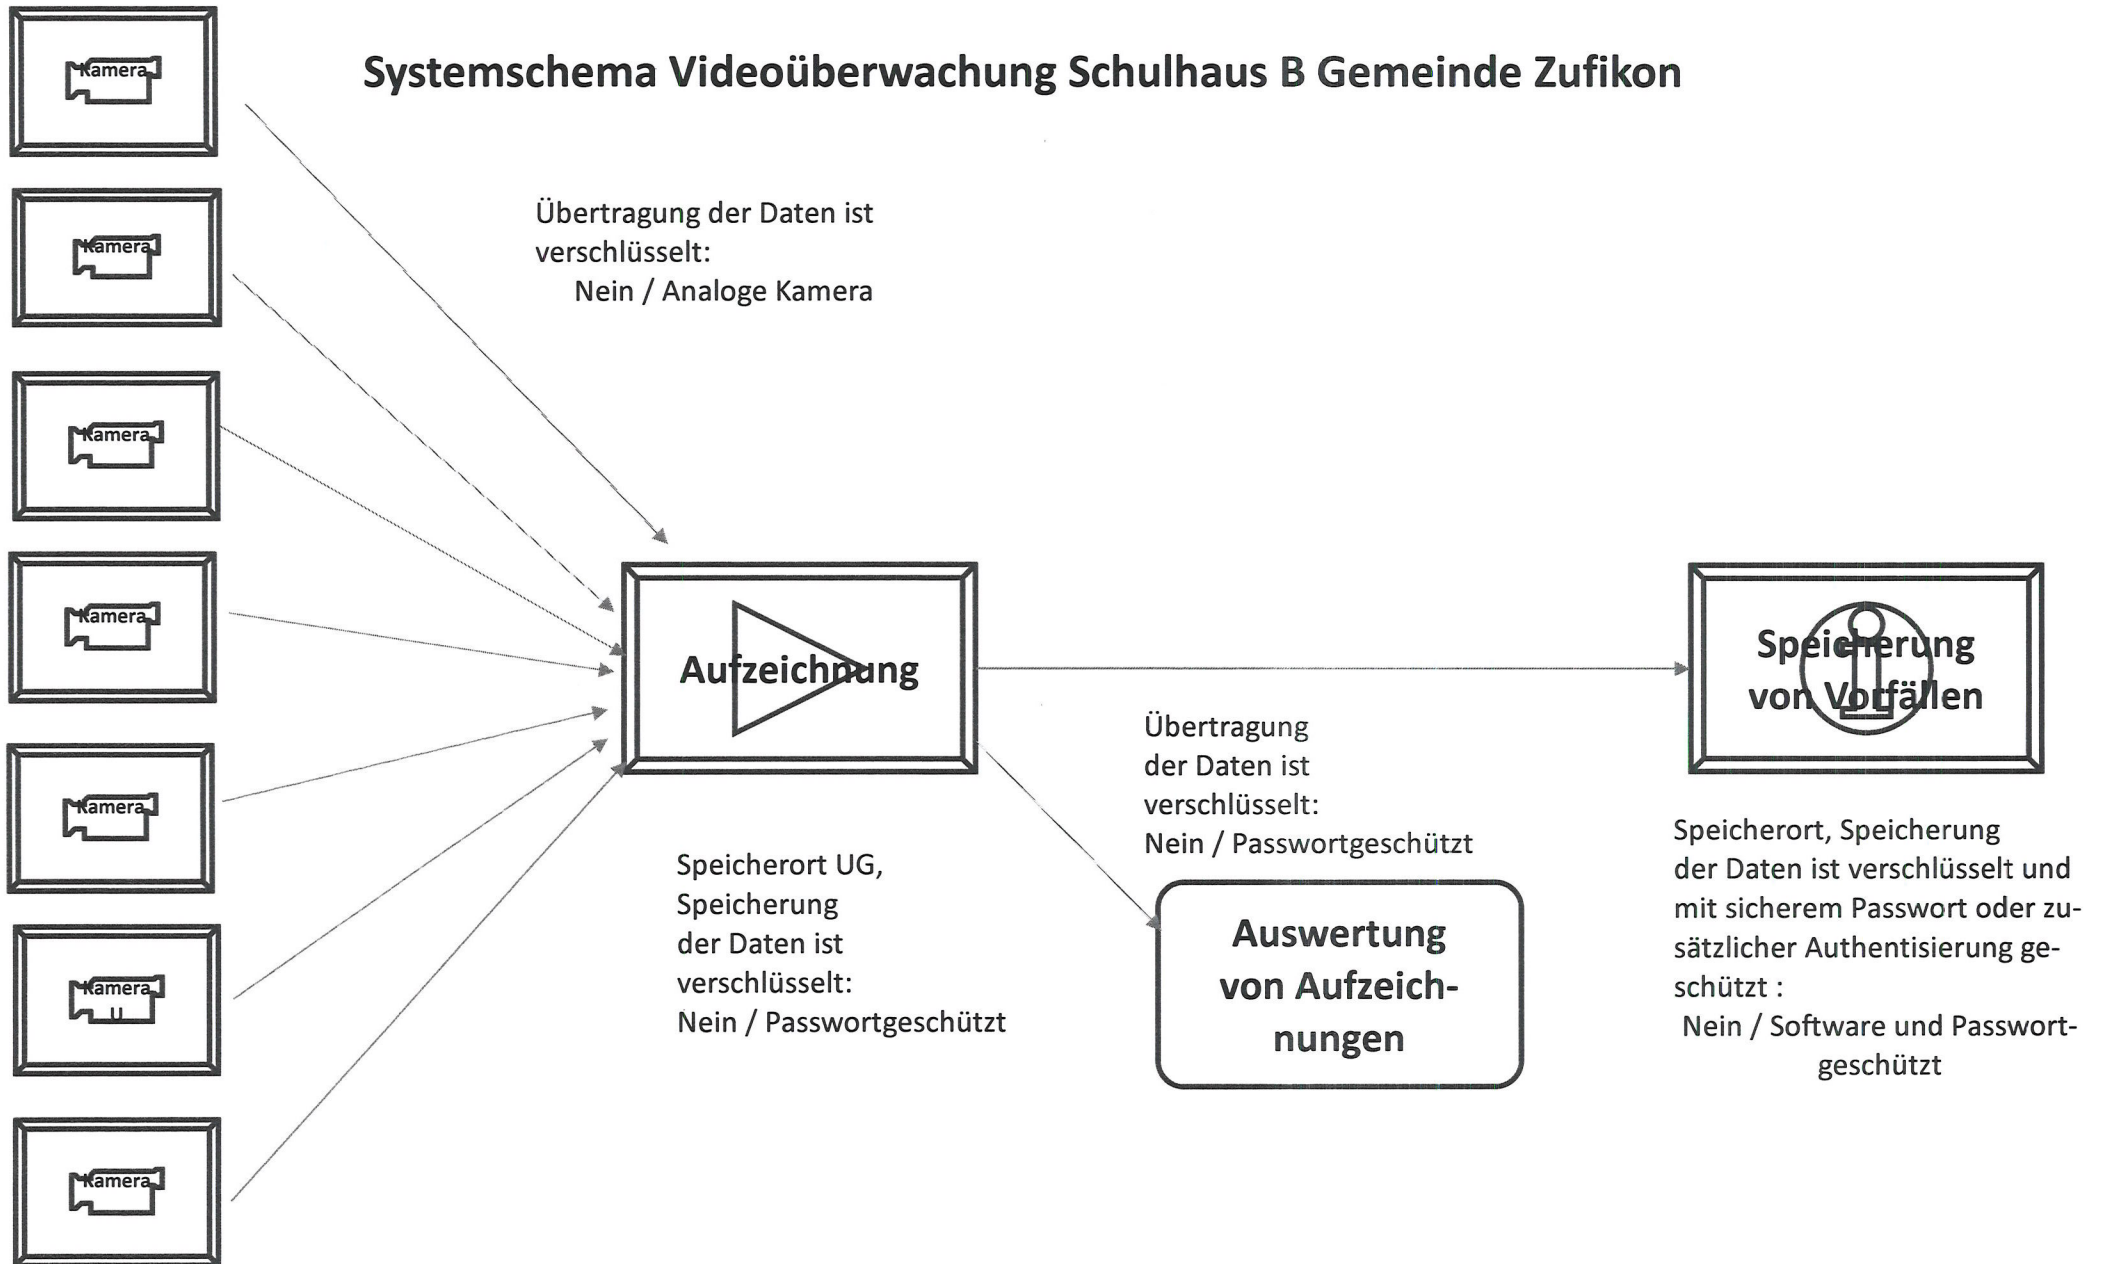 Systemschema Videoüberwachung Schulhaus B Gemeinde Zufikon
Kamera
Kamera
Kamera
Kamera
Kamera
Kamera
U
Kamera
Übertragung der Daten ist
verschlüsselt:
Nein / Analoge Kamera
Aufzeichnung
Speicherort UG,
Speicherung
der Daten ist
verschlüsselt:
Nein / Passwortgeschützt
Übertragung
der Daten ist
verschlüsselt:
Nein / Passwortgeschützt
Auswertung
von Aufzeich-
nungen
Speicherung
von Vorfällen
Speicherort, Speicherung
der Daten ist verschlüsselt und
mit sicherem Passwort oder zu-
sätzlicher Authentisierung ge-
schützt :
Nein / Software und Passwort-
geschützt